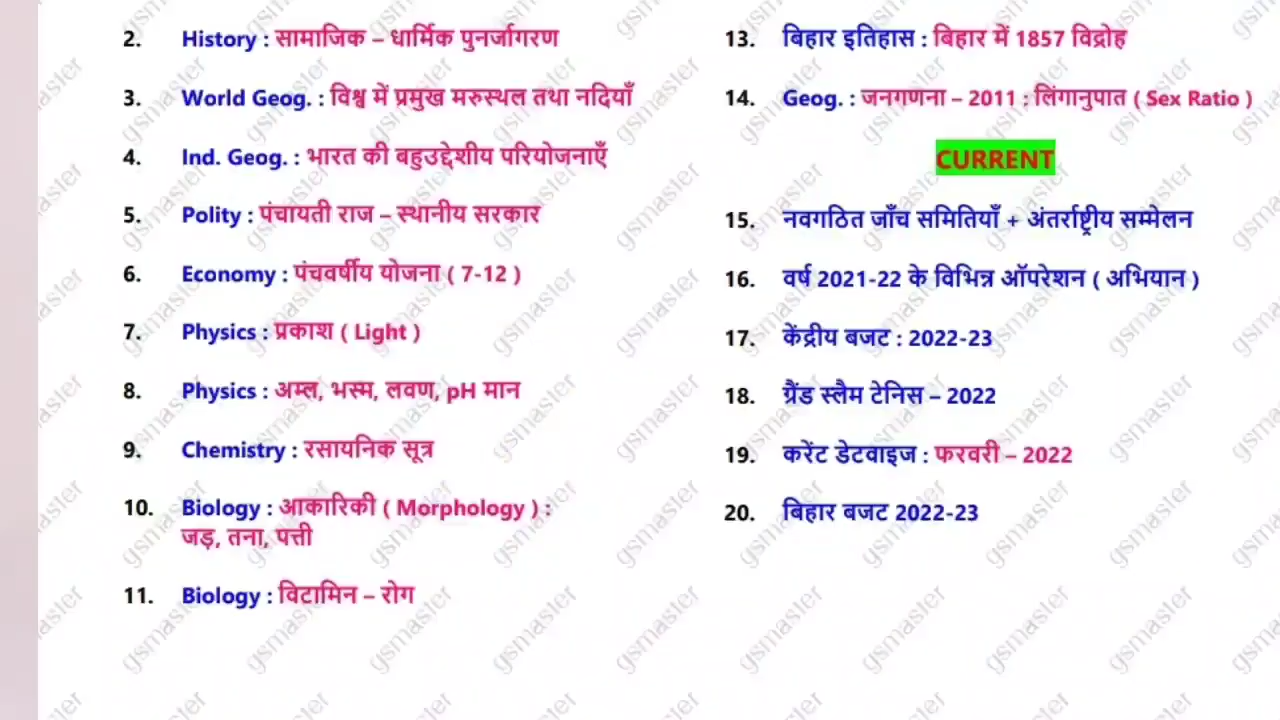 2. History : सामाजिक – धार्मिक पुनर्जागरण
3. World Geog. : विश्व में प्रमुख मरुस्थल तथा नदियाँ
4. Ind. Geog. : भारत की बहुउद्देशीय परियोजनाएँ
5. Polity : पंचायती राज – स्थानीय सरकार
6. Economy : पंचवर्षीय योजना ( 7-12 )
7. Physics : प्रकाश ( Light )
8. Physics : अम्ल, भस्म, लवण, pH मान
9. Chemistry : रसायनिक सूत्र
10. Biology : आकारिकी ( Morphology ) :
जड़, तना, पत्ती
11. Biology : विटामिन – रोग
13. बिहार इतिहास : बिहार में 1857 विद्रोह
14. Geog. : जनगणना – 2011 : लिंगानुपात ( Sex Ratio )
CURRENT
15. नवगठित जाँच समितियाँ + अंतर्राष्ट्रीय सम्मेलन
16. वर्ष 2021-22 के विभिन्न ऑपरेशन ( अभियान )
17. केंद्रीय बजट : 2022-23
18. ग्रैंड स्लैम टेनिस – 2022
19. करेंट डेटवाइज : फरवरी – 2022
20. बिहार बजट 2022-23
gsmasler